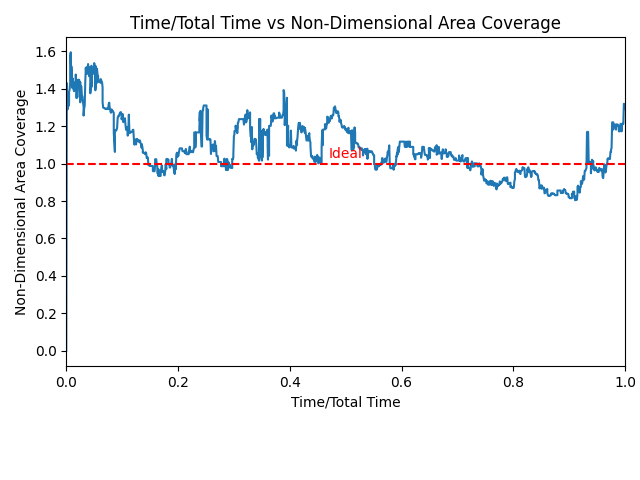 Time/Total Time vs Non-Dimensional Area Coverage
Non-Dimensional Area Coverage
1.6
1.4
1.2
1.0
0.8
0.6
0.4
0.2
0.0
Ideal
0.0 0.2 0.4 0.6 0.8 1.0
Time/Total Time